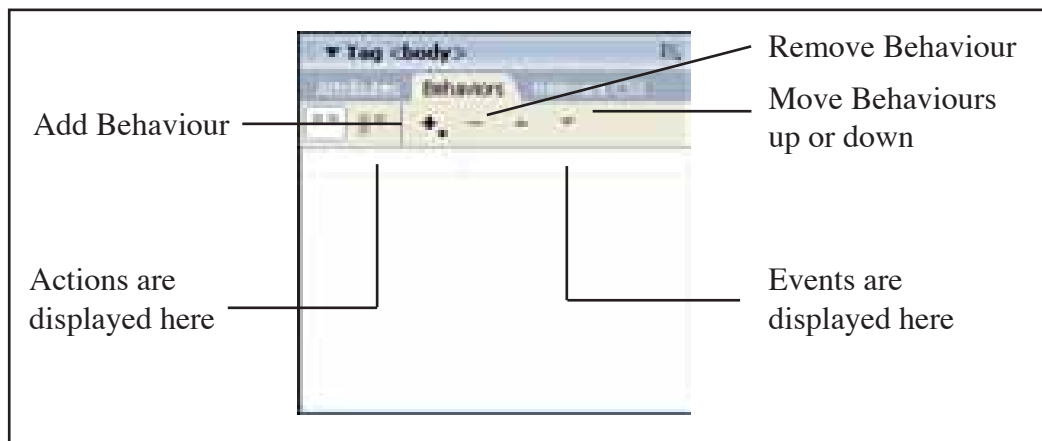 Tag <body>
Behaviors
Add Behaviour
Remove Behaviour
Move Behaviours
up or down
Actions are
displayed here
Events are
displayed here